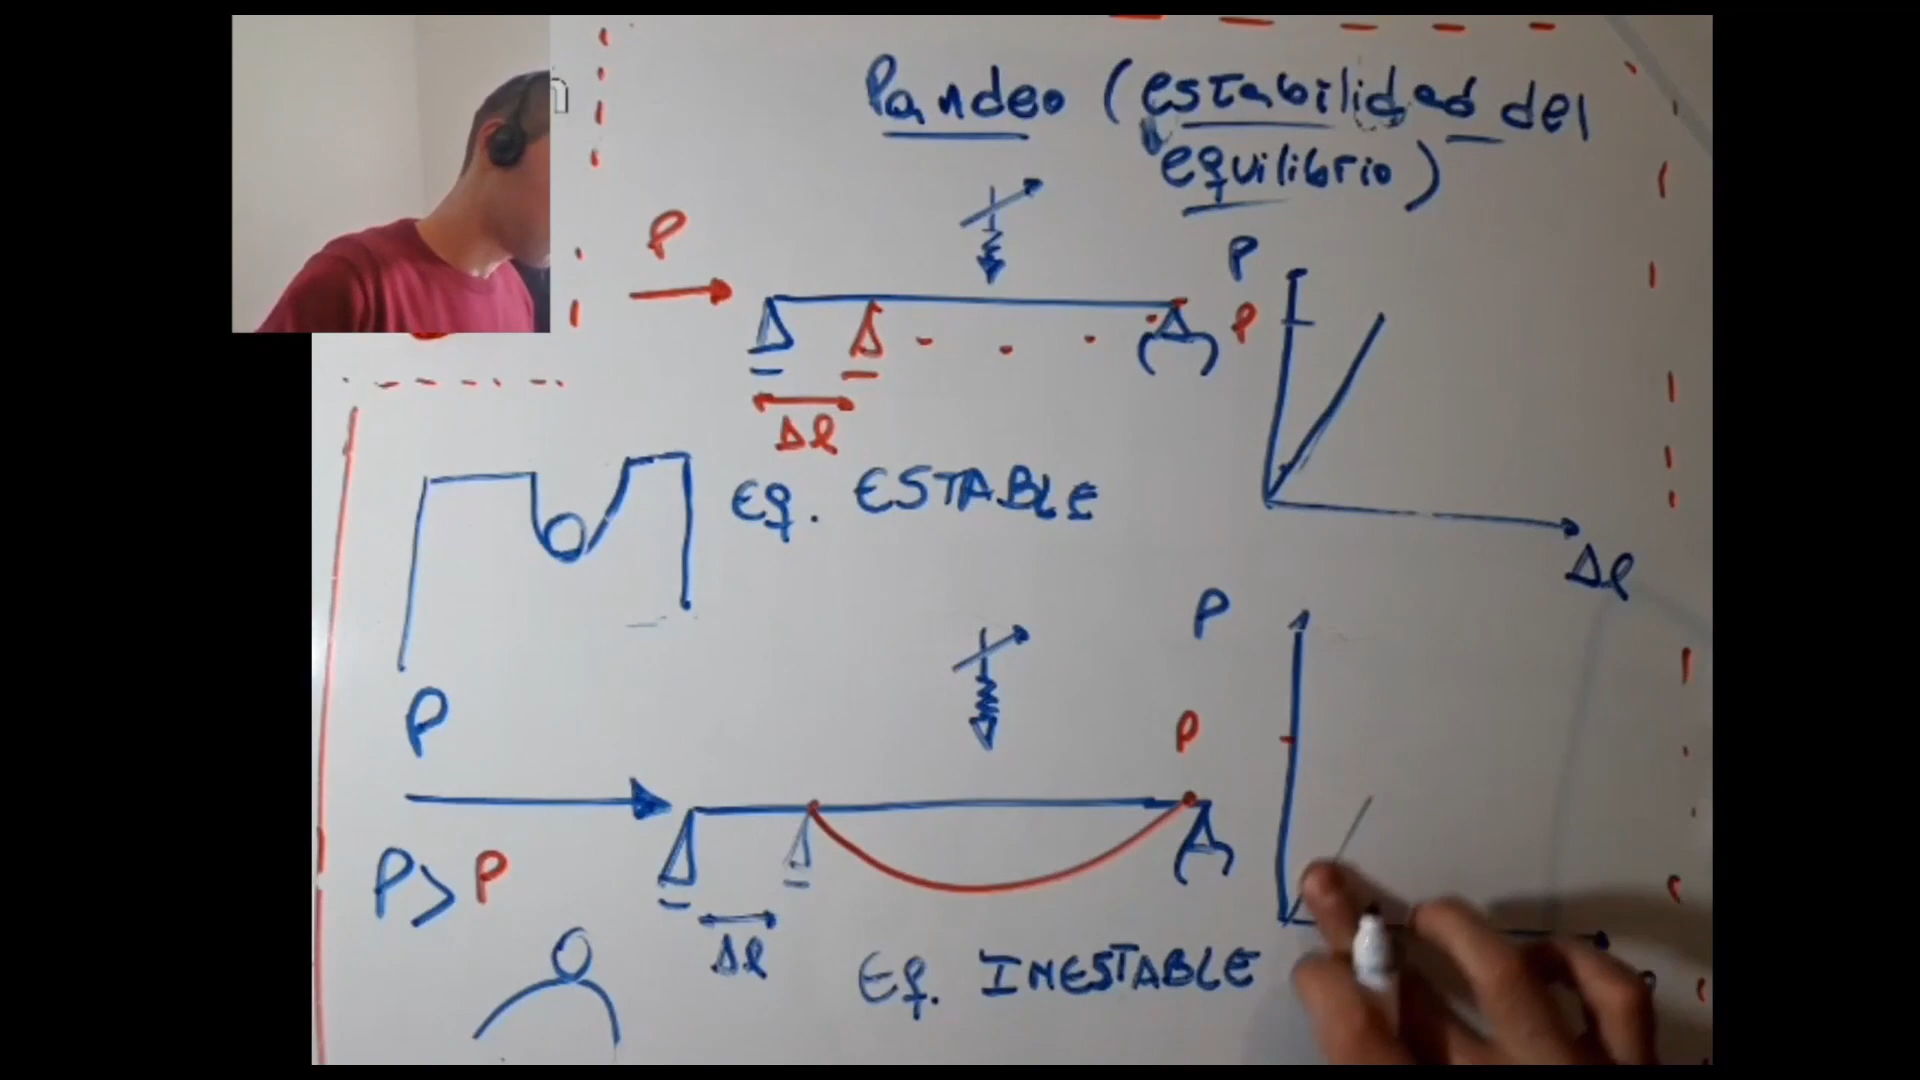 Pandeo (estabilidad del
equilibrio)
P
P
P
Δl
Eq. ESTABLE
Δl
P
P
P
P > P
Δl
Eq. INESTABLE